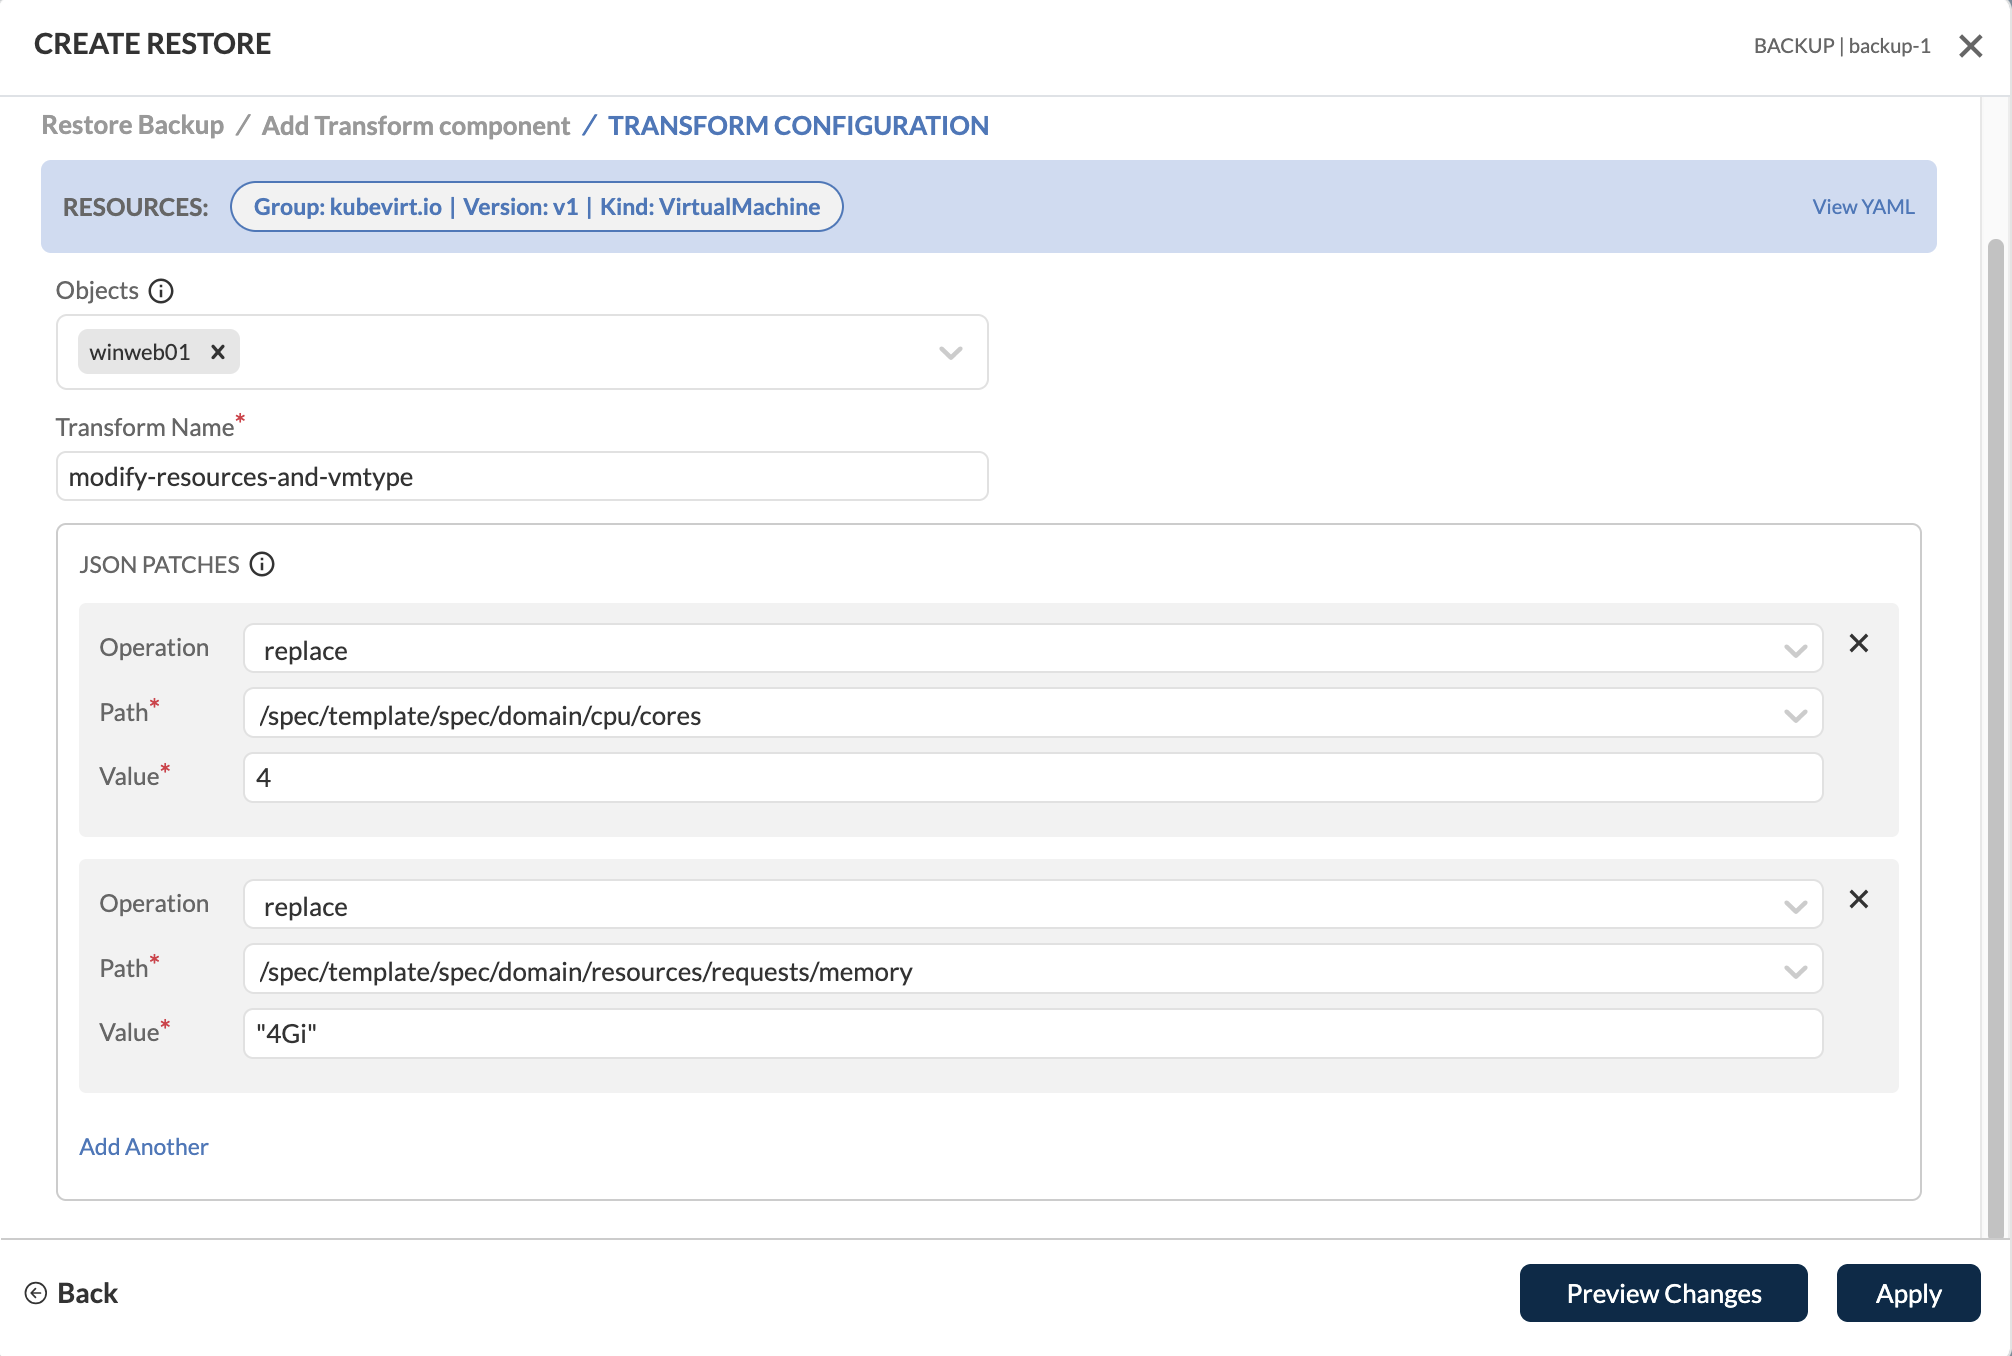 CREATE RESTORE
BACKUP | backup-1
Restore Backup / Add Transform component / TRANSFORM CONFIGURATION
RESOURCES: Group: kubevirt.io | Version: v1 | Kind: VirtualMachine View YAML
Objects
winweb01
Transform Name*
modify-resources-and-vmtype
JSON PATCHES
Operation replace
Path* /spec/template/spec/domain/cpu/cores
Value* 4
Operation replace
Path* /spec/template/spec/domain/resources/requests/memory
Value* "4Gi"
Add Another
Back
Preview Changes
Apply